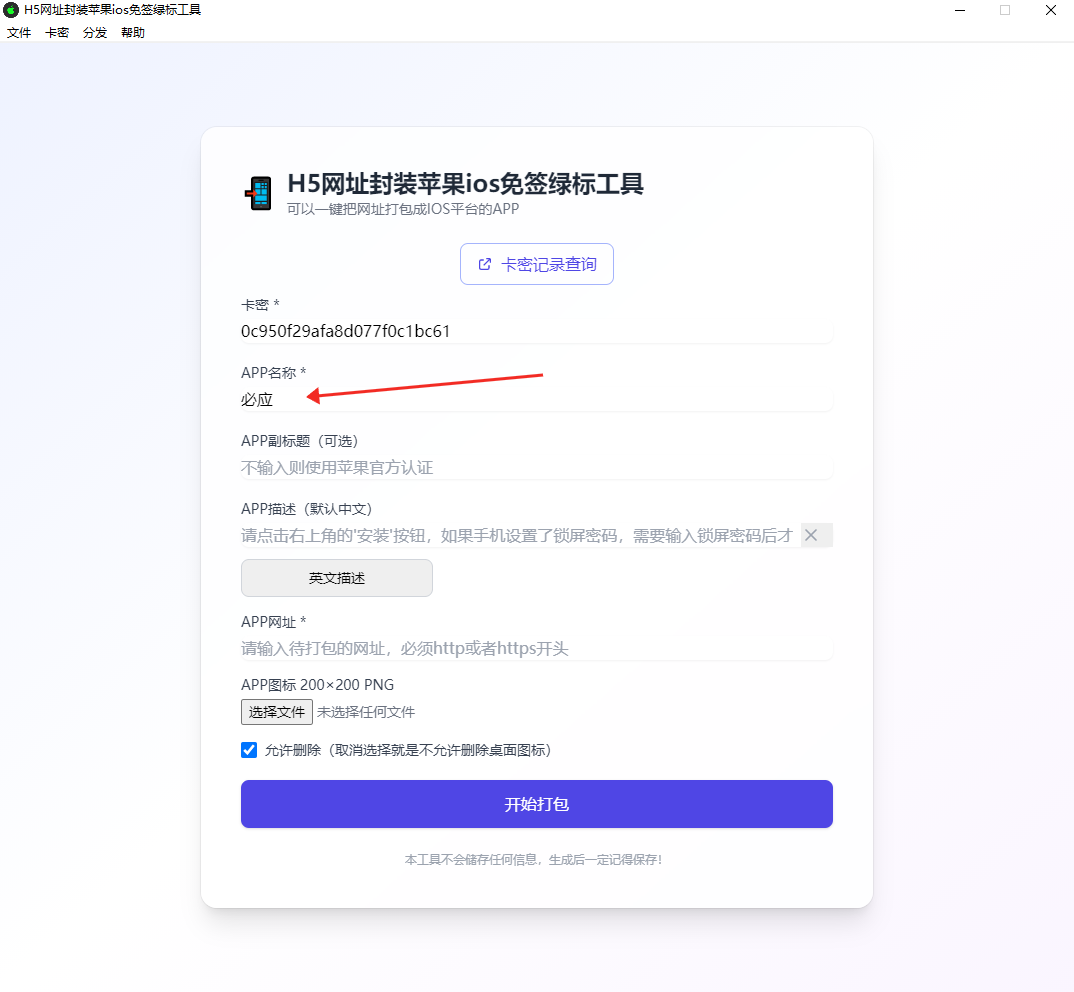 H5网址封装苹果ios免签绿标工具
文件 卡密 分发 帮助
H5网址封装苹果ios免签绿标工具
可以一键把网址打包成IOS平台的APP
卡密记录查询
卡密 *
0c950f29afa8d077f0c1bc61
APP名称 *
必应
APP副标题（可选）
不输入则使用苹果官方认证
APP描述（默认中文）
请点击右上角的'安装'按钮，如果手机设置了锁屏密码，需要输入锁屏密码后才
英文描述
APP网址 *
请输入待打包的网址，必须http或者https开头
APP图标 200×200 PNG
选择文件 未选择任何文件
允许删除（取消选择就是不允许删除桌面图标）
开始打包
本工具不会储存任何信息，生成后一定记得保存！